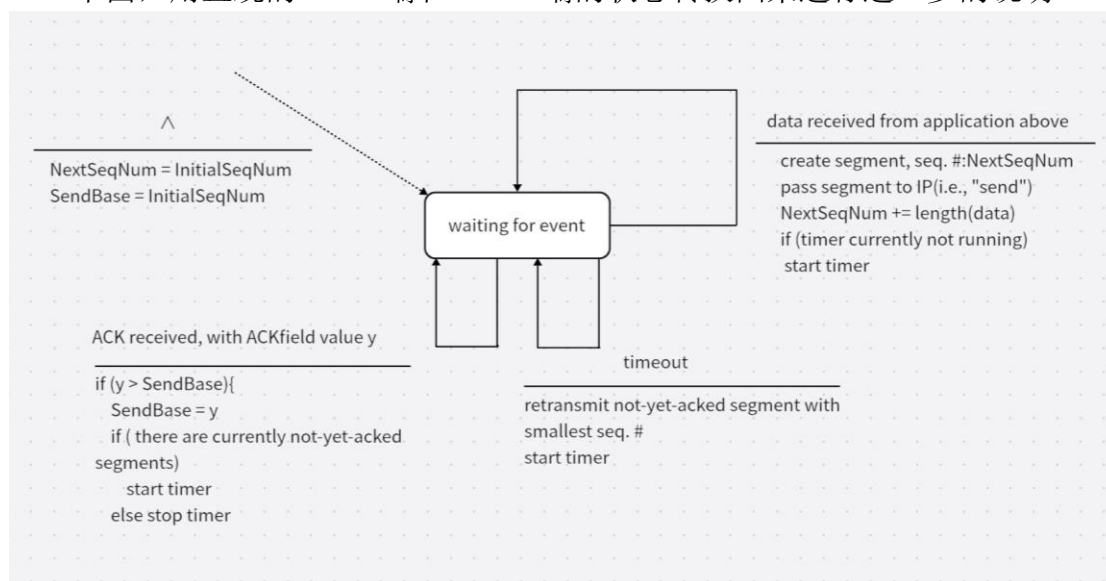 ∧
NextSeqNum = InitialSeqNum
SendBase = InitialSeqNum
waiting for event
data received from application above
create segment, seq. #:NextSeqNum
pass segment to IP(i.e., "send")
NextSeqNum += length(data)
if (timer currently not running)
start timer
ACK received, with ACKfield value y
if (y > SendBase){
SendBase = y
if ( there are currently not-yet-acked
segments)
start timer
else stop timer
timeout
retransmit not-yet-acked segment with
smallest seq. #
start timer